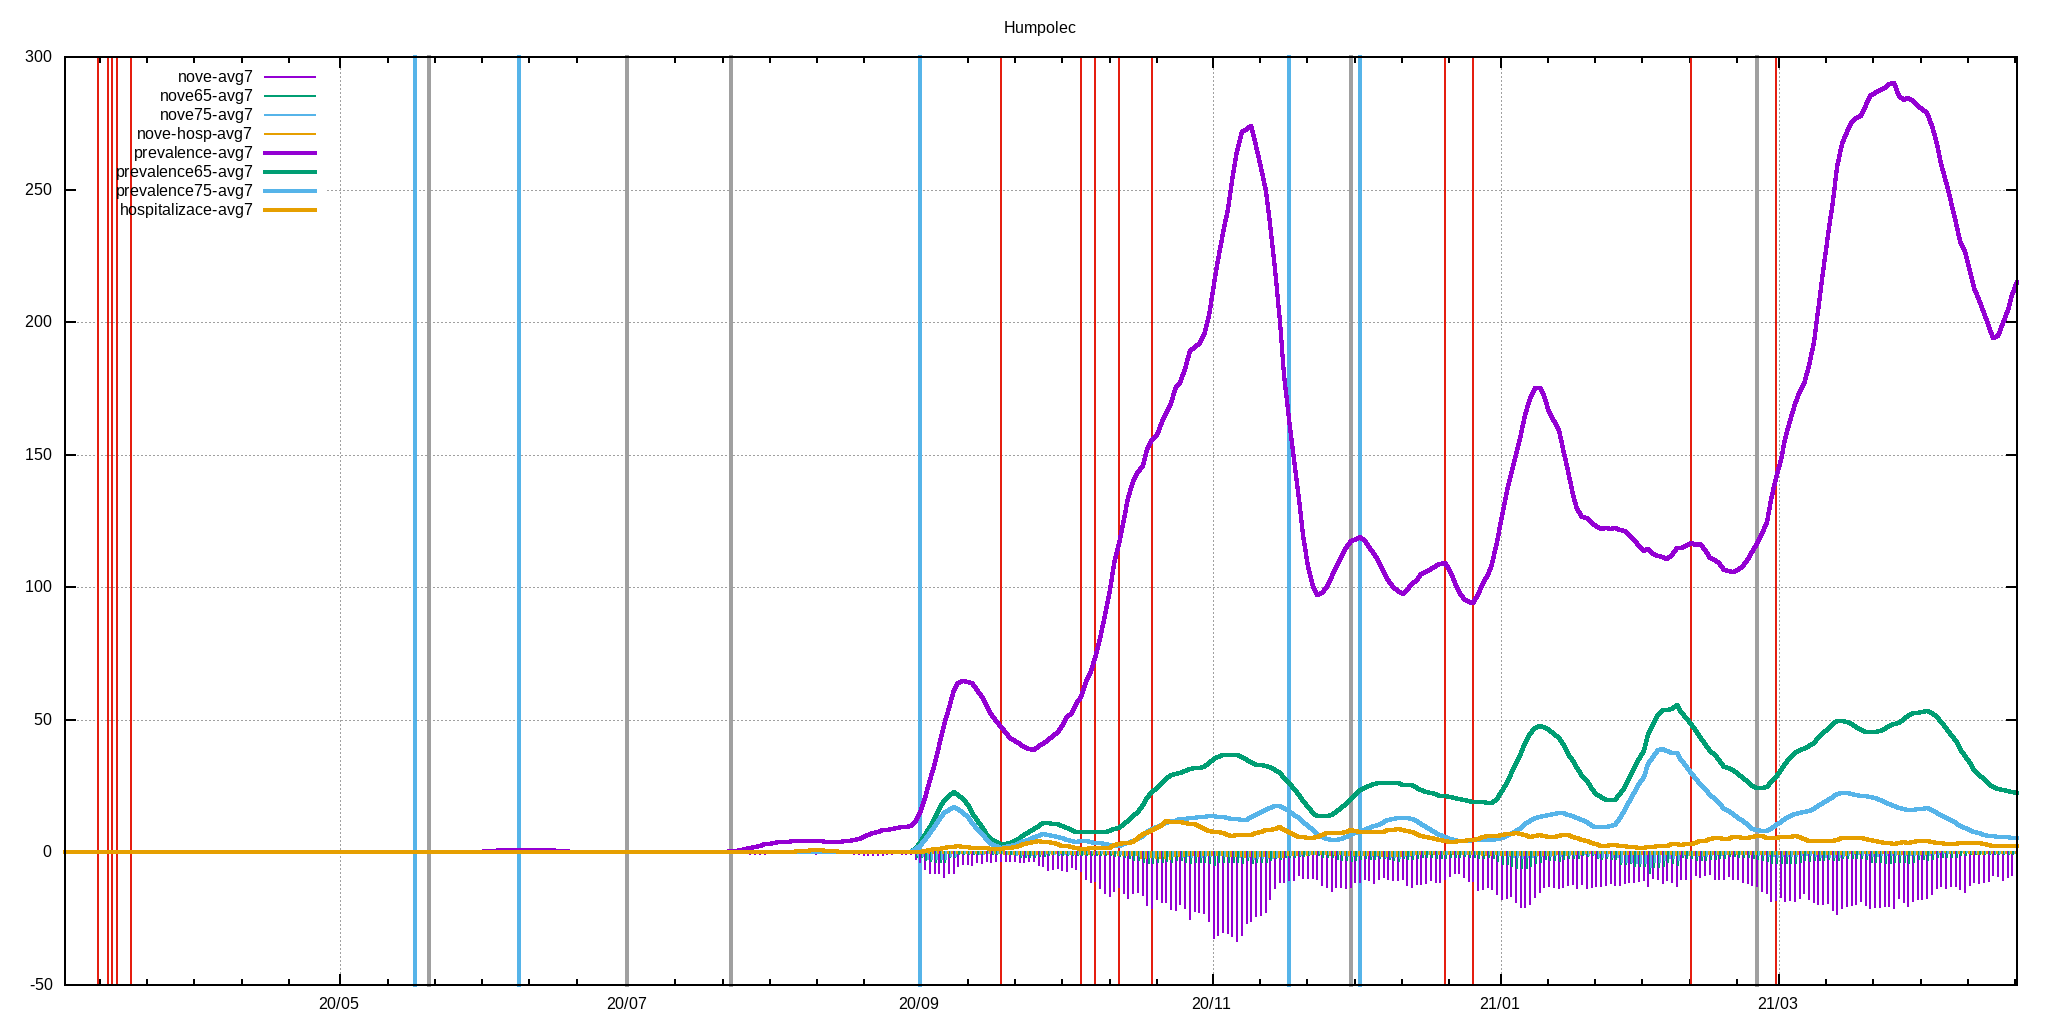 Humpolec
300
250
200
150
100
50
0
-50
nove-avg7
nove65-avg7
nove75-avg7
nove-hosp-avg7
prevalence-avg7
prevalence65-avg7
prevalence75-avg7
hospitalizace-avg7
20/05 20/07 20/09 20/11 21/01 21/03